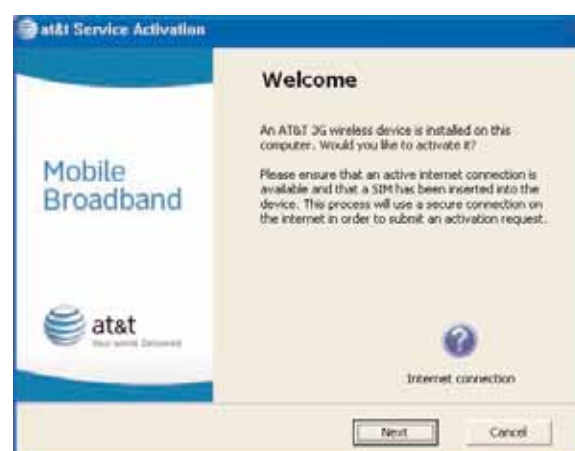 at&t Service Activation
Welcome
An AT&T 3G wireless device is installed on this
computer. Would you like to activate it?
Please ensure that an active internet connection is
available and that a SIM has been inserted into the
device. This process will use a secure connection on
the internet in order to submit an activation request.
Mobile
Broadband
at&t
Your world. Delivered.
Internet connection
Next
Cancel